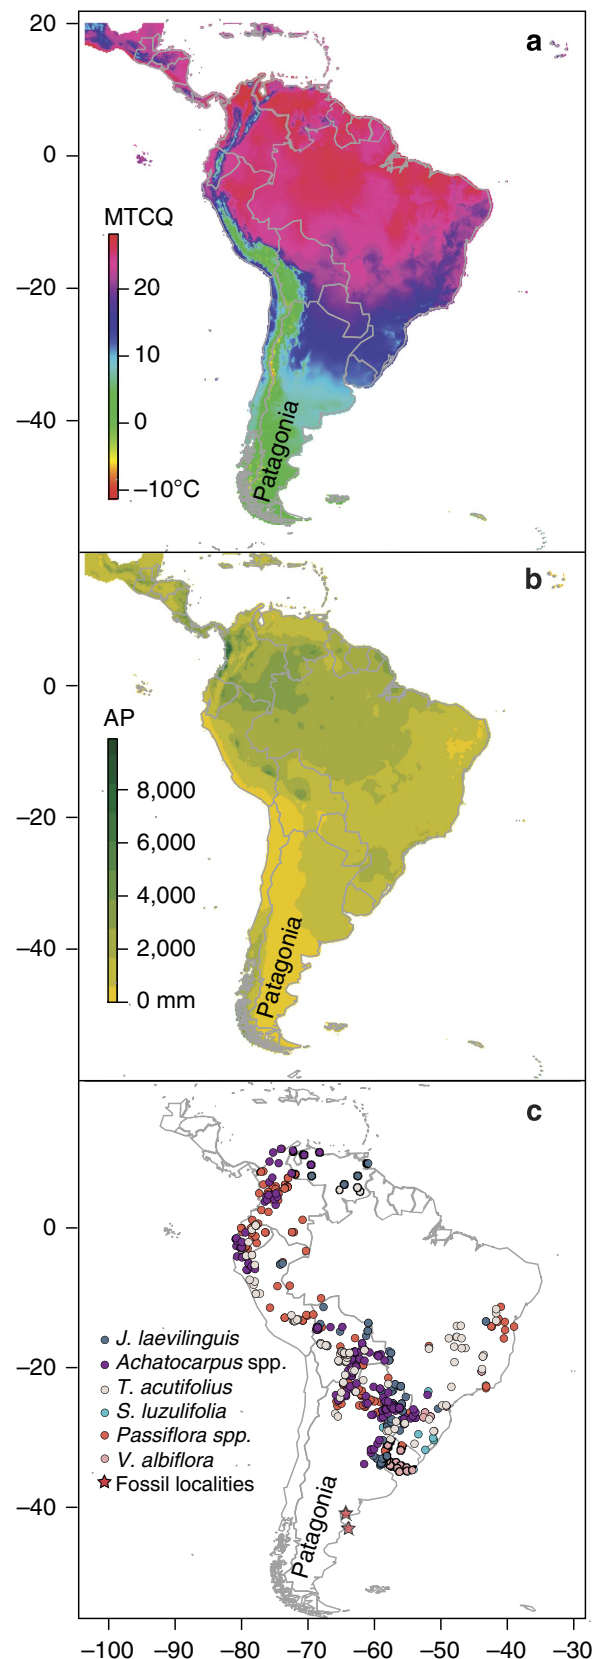 20
a
0
MTCQ
20
−20
10
0
−40
−10°C
Patagonia
b
0
AP
8,000
−20
6,000
4,000
2,000
−40
0 mm
Patagonia
c
0
J. laevilinguis
−20
Achatocarpus spp.
T. acutifolius
S. luzulifolia
Passiflora spp.
V. albiflora
Fossil localities
−40
Patagonia
−100 −90 −80 −70 −60 −50 −40 −30